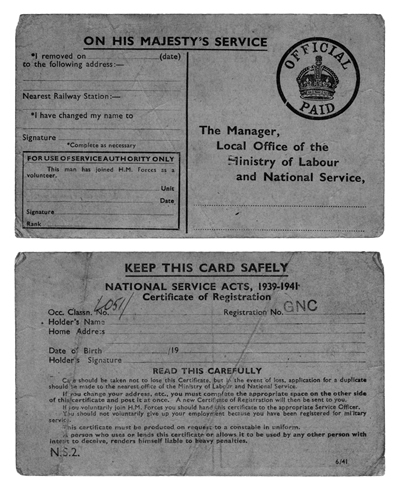 ON HIS MAJESTY'S SERVICE
*I removed on (date)
to the following address:—
Nearest Railway Station:—
*I have changed my name to
Signature
*Complete as necessary
FOR USE OF SERVICE AUTHORITY ONLY
This man has joined H.M. Forces as a
volunteer.
Unit
Date
Signature
Rank
OFFICIAL
PAID
The Manager,
Local Office of the
Ministry of Labour
and National Service,
KEEP THIS CARD SAFELY
NATIONAL SERVICE ACTS, 1939-1941
Certificate of Registration
Occ. Classn. No. 6051/ Registration No. GNC
Holder's Name
Home Address
Date of Birth /19
Holder's Signature
READ THIS CAREFULLY
Care should be taken not to lose this Certificate, but in the event of loss, application for a duplicate
should be made to the nearest office of the Ministry of Labour and National Service.
If you change your address, etc., you must complete the appropriate space on the other side
of this certificate and post it at once. A new Certificate of Registration will then be sent to you.
If you voluntarily join H.M. Forces you should hand this certificate to the appropriate Service Officer.
You should not voluntarily give up your employment because you have been registered for military
service.
This certificate must be produced on request to a constable in uniform.
A person who uses or lends this certificate or allows it to be used by any other person with
intent to deceive, renders himself liable to heavy penalties.
N.S.2.
6/41